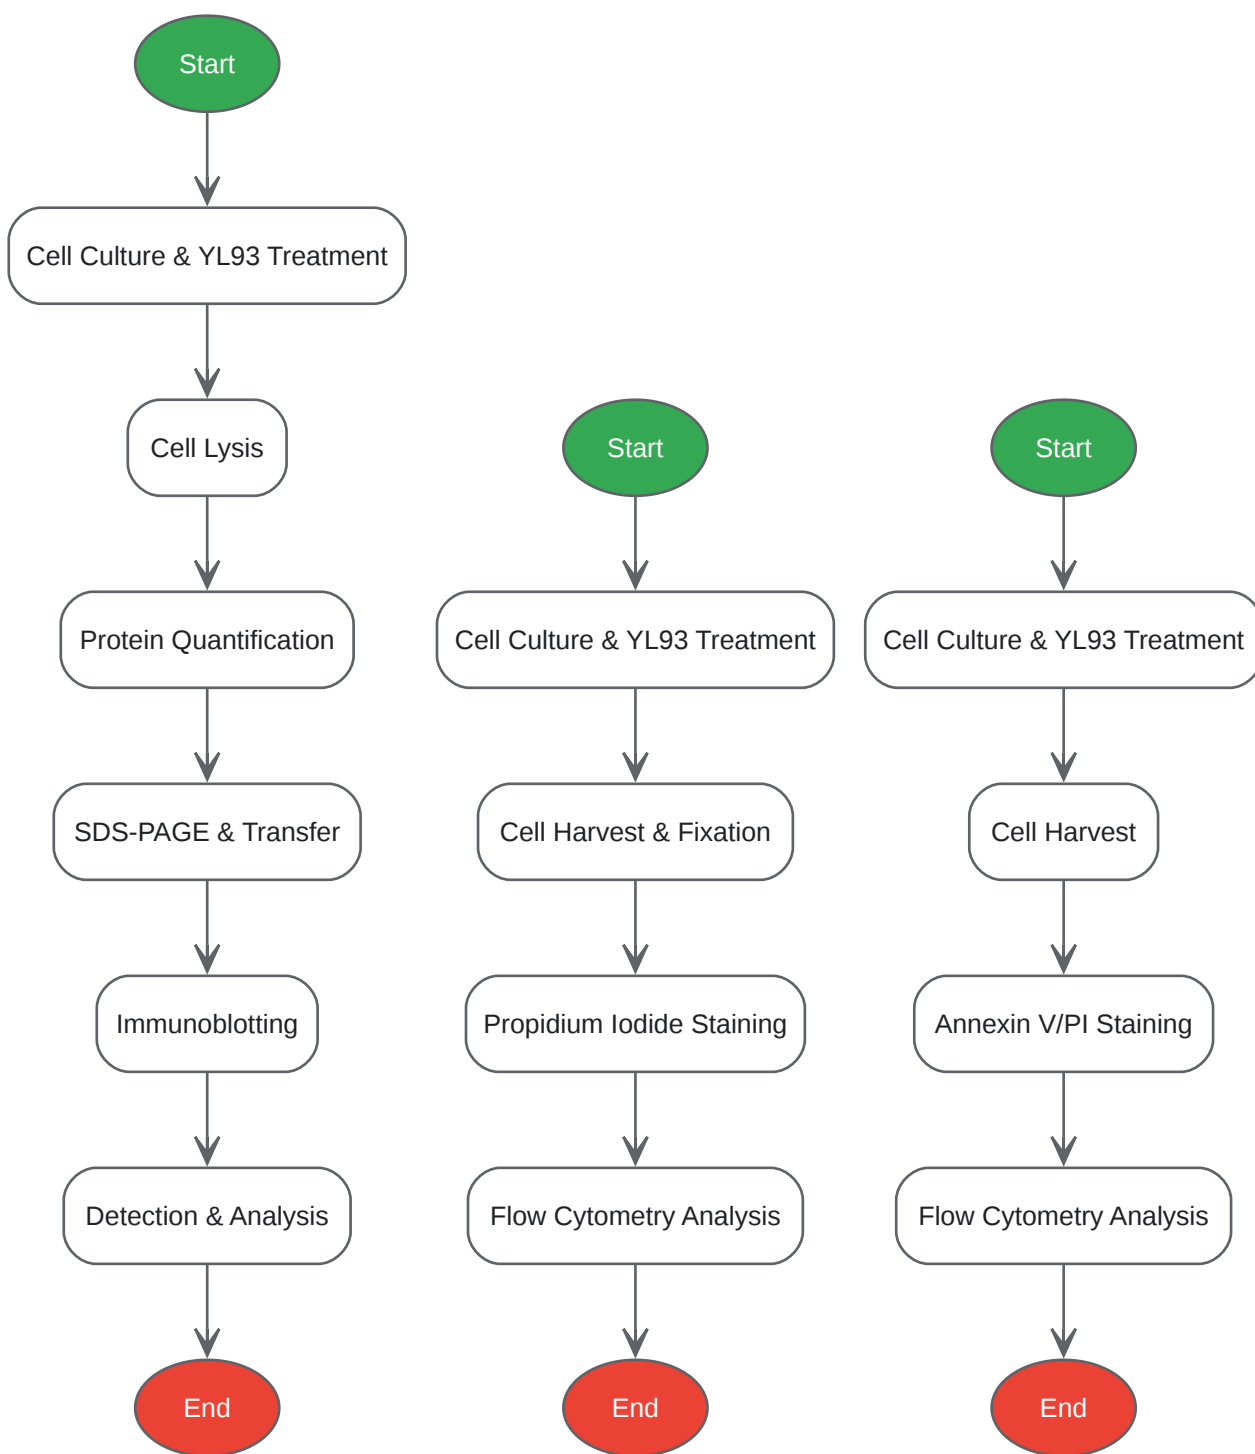 Start
Cell Culture & YL93 Treatment
Cell Lysis
Protein Quantification
SDS-PAGE & Transfer
Immunoblotting
Detection & Analysis
End
Start
Cell Culture & YL93 Treatment
Cell Harvest & Fixation
Propidium Iodide Staining
Flow Cytometry Analysis
End
Start
Cell Culture & YL93 Treatment
Cell Harvest
Annexin V/PI Staining
Flow Cytometry Analysis
End